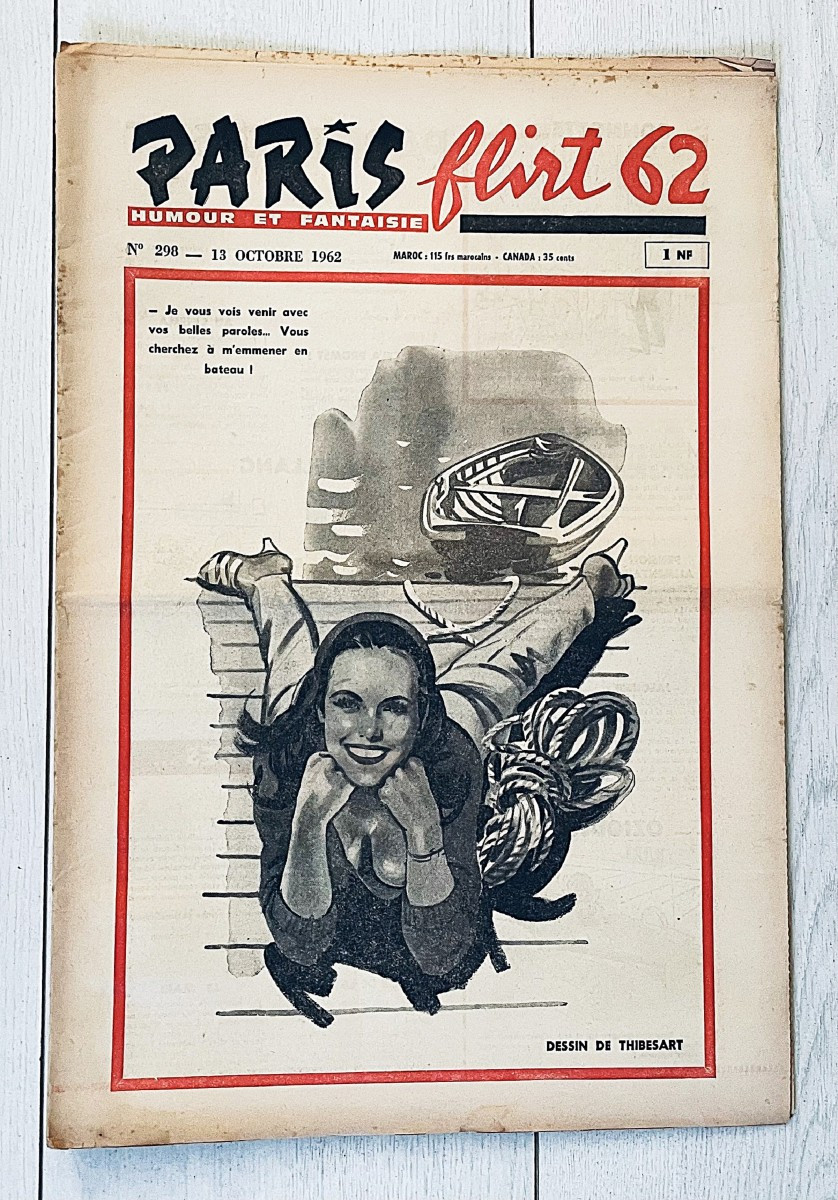 PARIS flirt 62
HUMOUR ET FANTAISIE
N° 298 — 13 OCTOBRE 1962
MAROC : 115 frs marocains - CANADA : 35 cents
1 NF
— Je vous vois venir avec
vos belles paroles... Vous
cherchez à m'emmener en
bateau !
1
DESSIN DE THIBESART